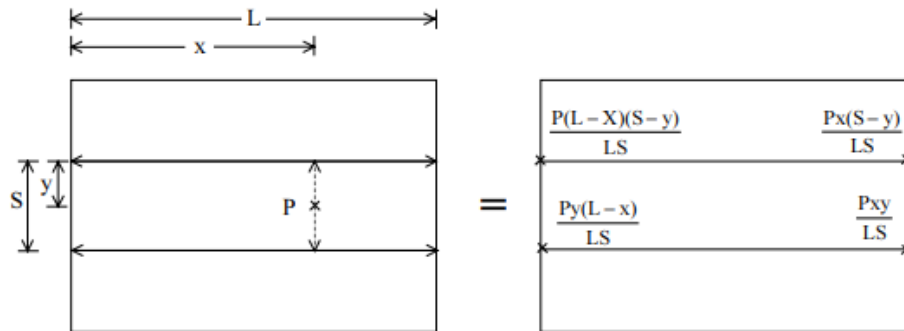 L
x
P(L-X)(S-y)
LS
Px(S-y)
LS
S
y
P
=
Py(L-x)
LS
Pxy
LS